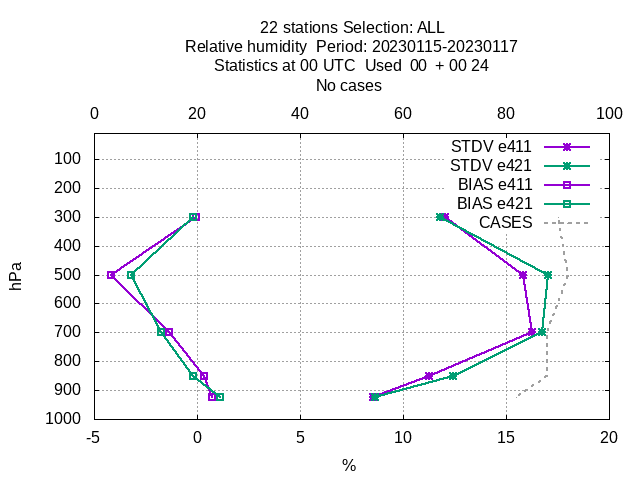 22 stations Selection: ALL
Relative humidity  Period: 20230115-20230117
Statistics at 00 UTC  Used  00  + 00 24
No cases
0 20 40 60 80 100
STDV e411
STDV e421
BIAS e411
BIAS e421
CASES
100
200
300
400
500
600
700
800
900
1000
hPa
-5 0 5 10 15 20
%